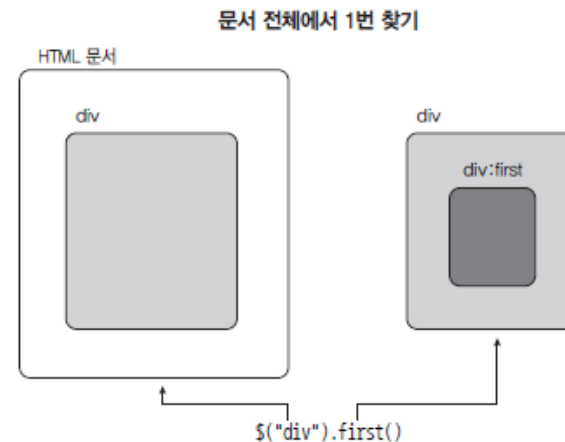 문서 전체에서 1번 찾기
HTML 문서
div
div
div:first
$("div").first()